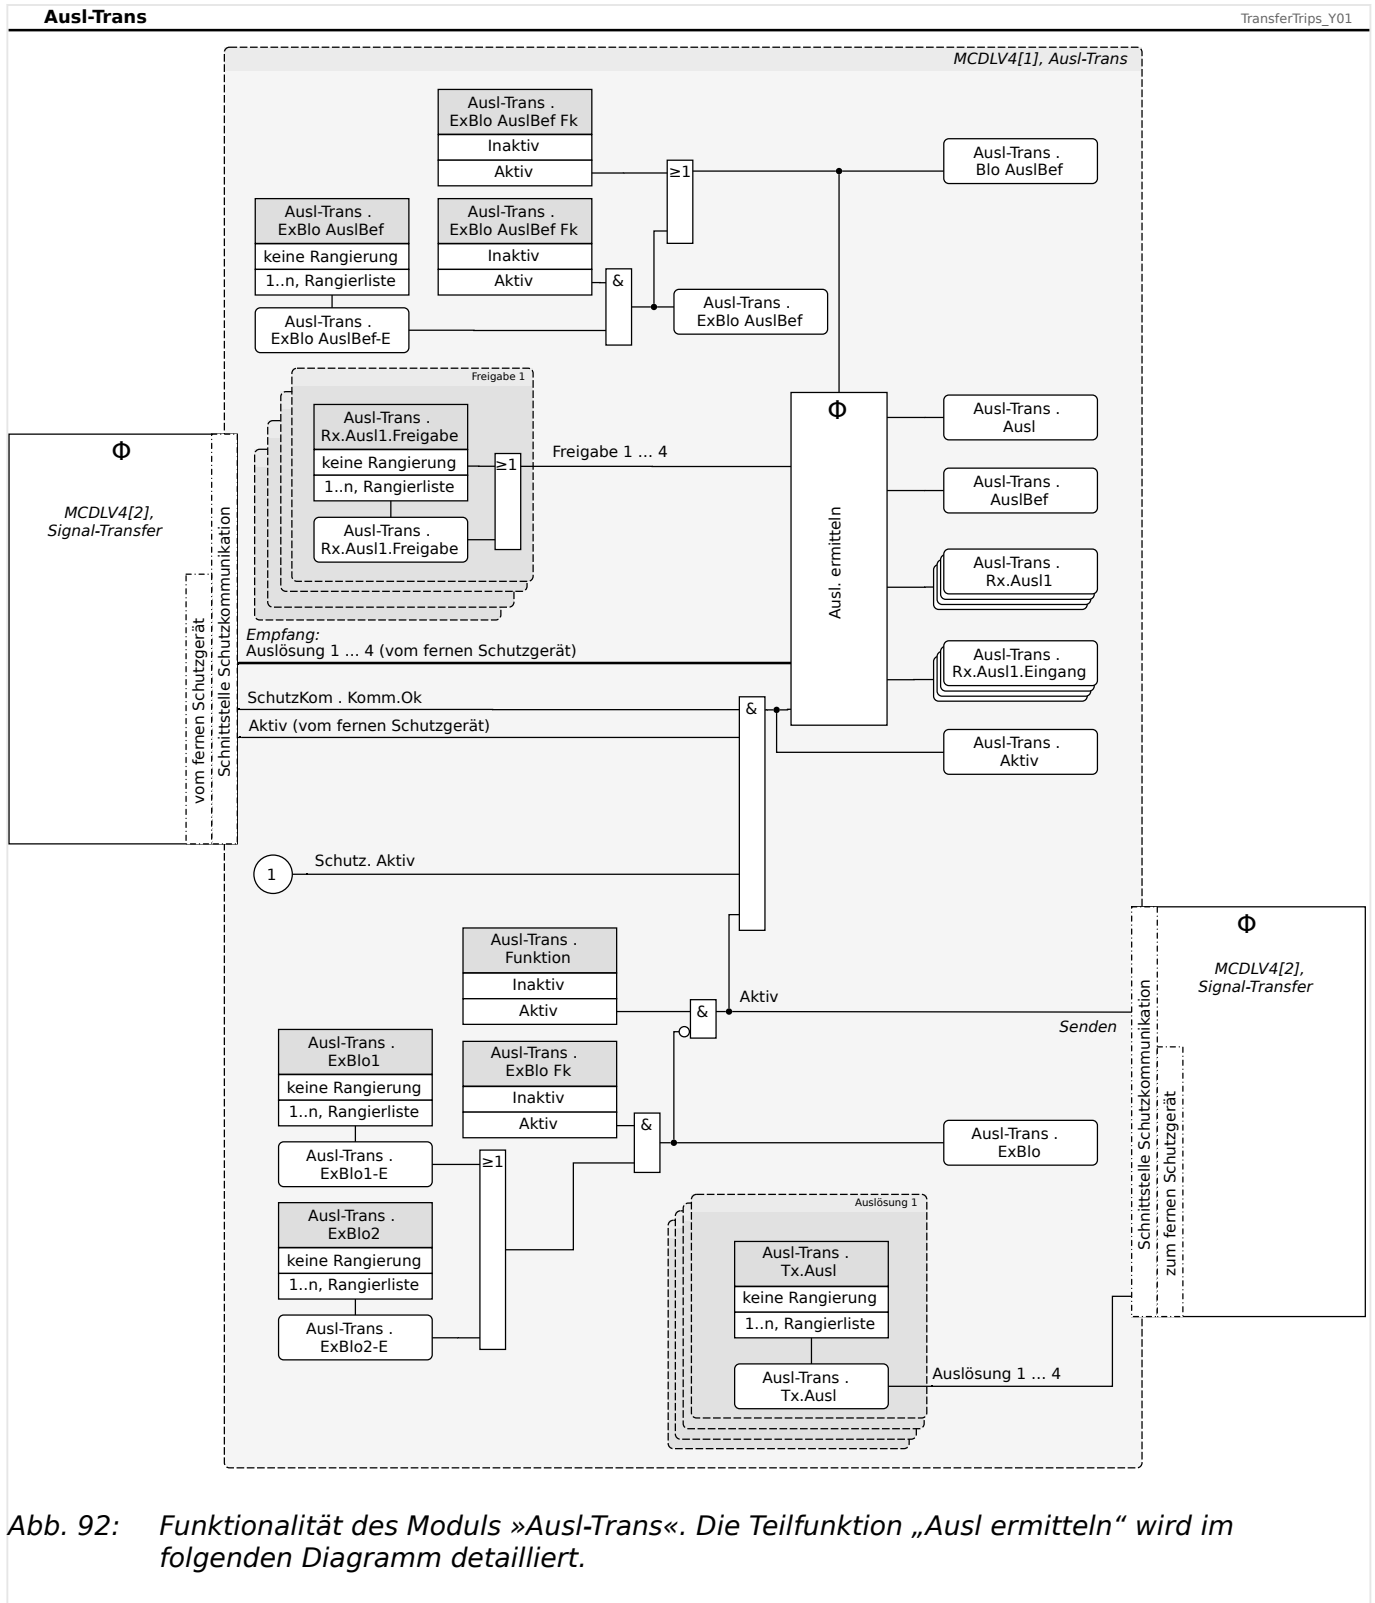 Ausl-Trans
TransferTrips_Y01
MCDLV4[1], Ausl-Trans
Ausl-Trans .
ExBlo AuslBef Fk
Inaktiv
Aktiv
≥1
Ausl-Trans .
Blo AuslBef
Ausl-Trans .
ExBlo AuslBef
keine Rangierung
1..n, Rangierliste
Ausl-Trans .
ExBlo AuslBef-E
Ausl-Trans .
ExBlo AuslBef Fk
Inaktiv
Aktiv
&
Ausl-Trans .
ExBlo AuslBef
Freigabe 1
Ausl-Trans .
Rx.Ausl1.Freigabe
keine Rangierung
1..n, Rangierliste
Ausl-Trans .
Rx.Ausl1.Freigabe
≥1
Freigabe 1 ... 4
Φ
Ausl. ermitteln
Ausl-Trans .
Ausl
Ausl-Trans .
AuslBef
Ausl-Trans .
Rx.Ausl1
Ausl-Trans .
Rx.Ausl1.Eingang
Ausl-Trans .
Aktiv
Φ
MCDLV4[2],
Signal-Transfer
vom fernen Schutzgerät
Schnittstelle Schutzkommunikation
Empfang:
Auslösung 1 ... 4 (vom fernen Schutzgerät)
SchutzKom . Komm.Ok
Aktiv (vom fernen Schutzgerät)
&
1
Schutz. Aktiv
Ausl-Trans .
Funktion
Inaktiv
Aktiv
&
Aktiv
Senden
Φ
MCDLV4[2],
Signal-Transfer
Schnittstelle Schutzkommunikation
zum fernen Schutzgerät
Ausl-Trans .
ExBlo1
keine Rangierung
1..n, Rangierliste
Ausl-Trans .
ExBlo1-E
Ausl-Trans .
ExBlo Fk
Inaktiv
Aktiv
&
≥1
Ausl-Trans .
ExBlo
Ausl-Trans .
ExBlo2
keine Rangierung
1..n, Rangierliste
Ausl-Trans .
ExBlo2-E
Auslösung 1
Ausl-Trans .
Tx.Ausl
keine Rangierung
1..n, Rangierliste
Ausl-Trans .
Tx.Ausl
Auslösung 1 ... 4
Abb. 92: Funktionalität des Moduls »Ausl-Trans«. Die Teilfunktion „Ausl ermitteln“ wird im
folgenden Diagramm detailliert.